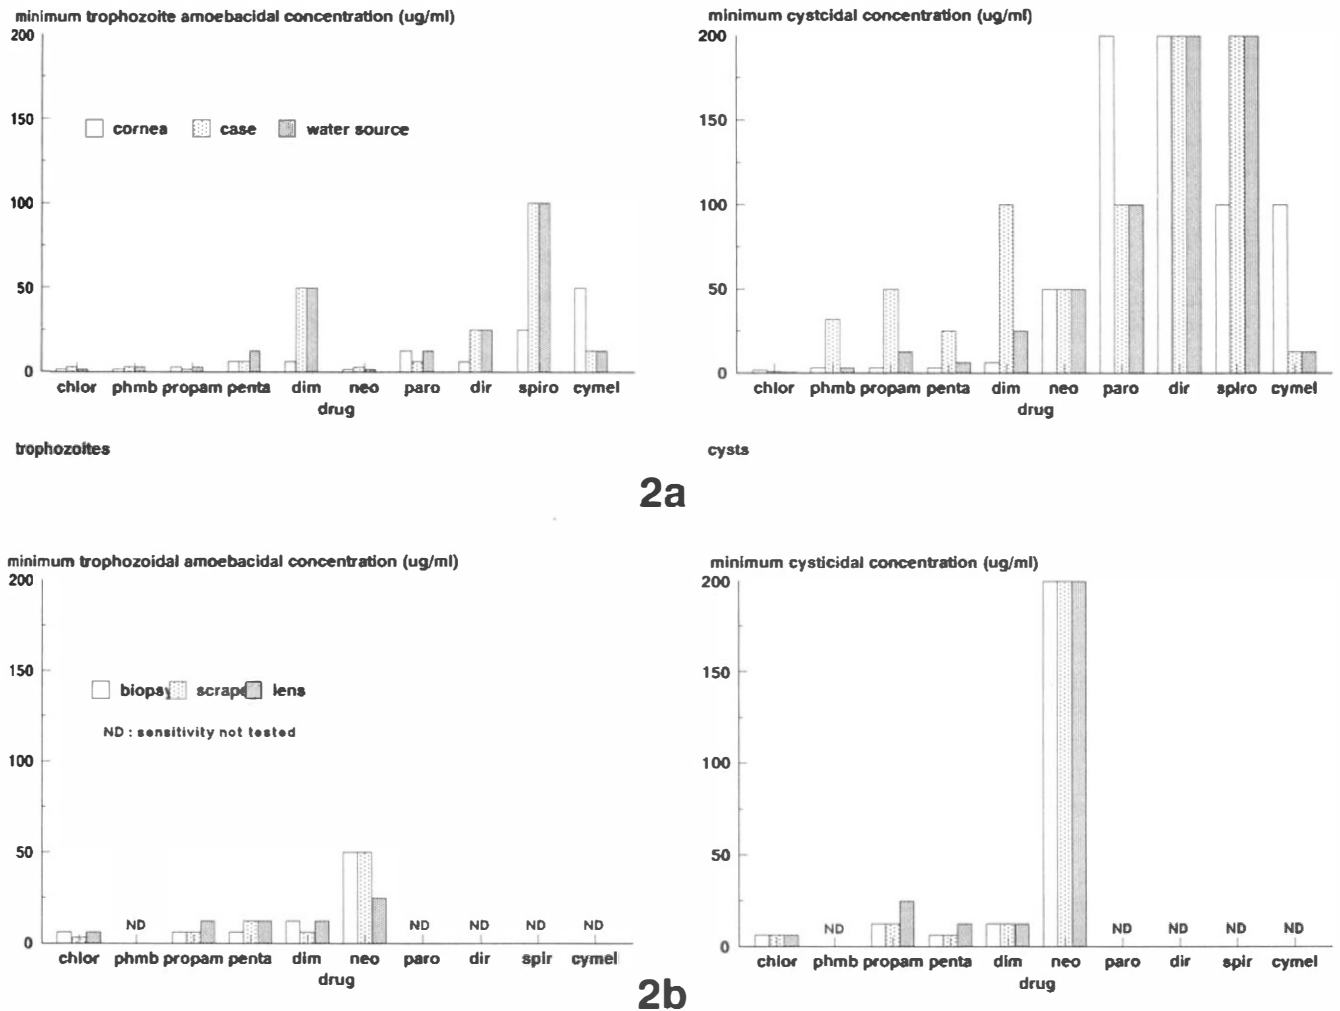 minimum trophozoite amoebacidal concentration (ug/ml)
200
150
100
50
0
cornea case water source
chlor phmb propam penta dim neo paro dir spiro cymel
drug
trophozoites
minimum cystcidal concentration (ug/ml)
200
150
100
50
0
chlor phmb propam penta dim neo paro dir spiro cymel
drug
cysts
2a
minimum trophozoidal amoebacidal concentration (ug/ml)
200
150
100
50
0
biopsy scrape lens
ND : sensitivity not tested
ND ND ND ND ND
chlor phmb propam penta dim neo paro dir spir cymel
drug
minimum cysticidal concentration (ug/ml)
200
150
100
50
0
ND ND ND ND ND
chlor phmb propam penta dim neo paro dir spir cymel
drug
2b